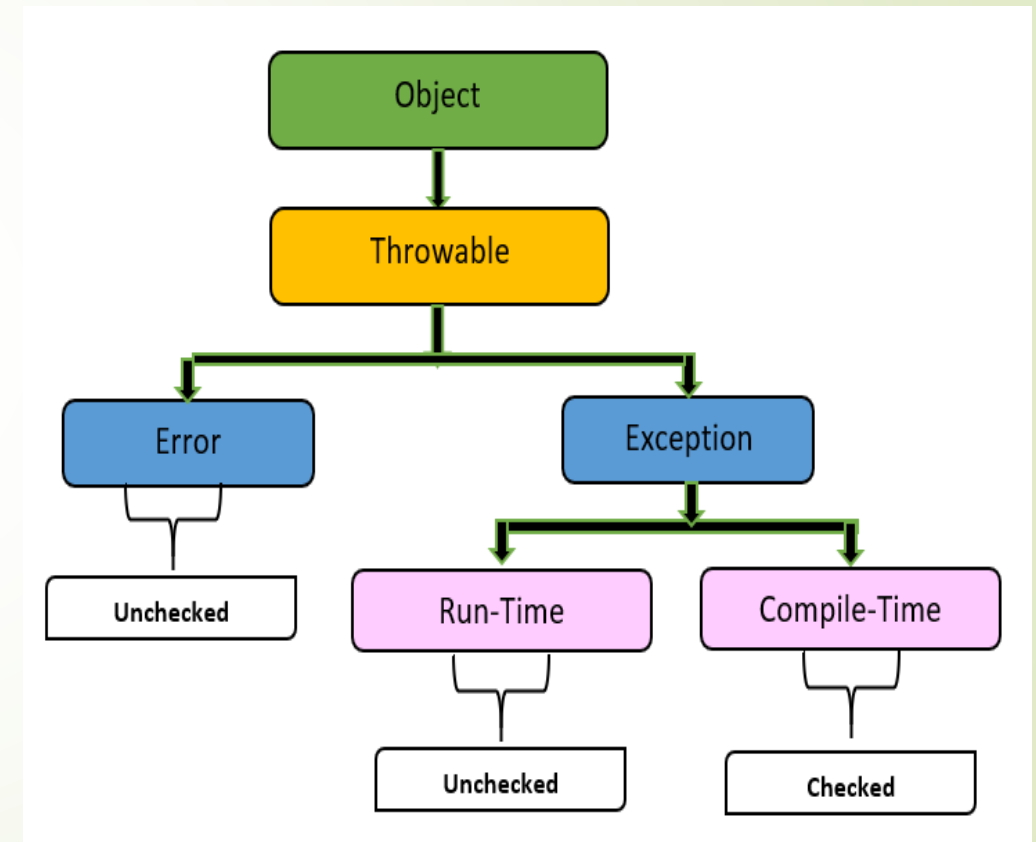 Object
Throwable
Error
Exception
Unchecked
Run-Time
Compile-Time
Unchecked
Checked